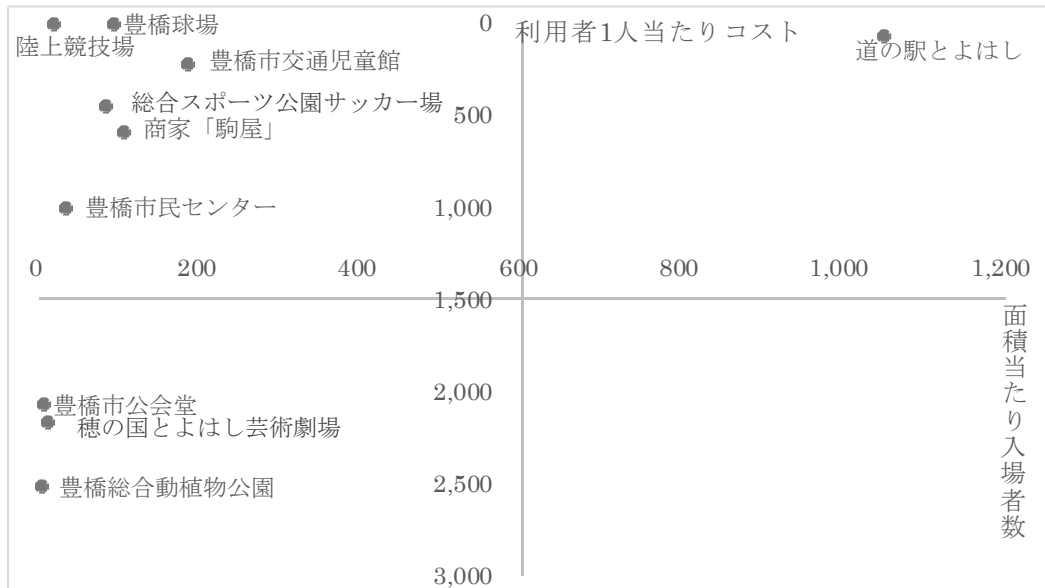 0
利用者1人当たりコスト
豊橋球場
陸上競技場
道の駅とよはし
豊橋市交通児童館
総合スポーツ公園サッカー場
500
商家「駒屋」
豊橋市民センター
1,000
0 200 400 600 800 1,000 1,200
1,500
面積当たり入場者数
2,000
豊橋市公会堂
穂の国とよはし芸術劇場
豊橋総合動植物公園
2,500
3,000